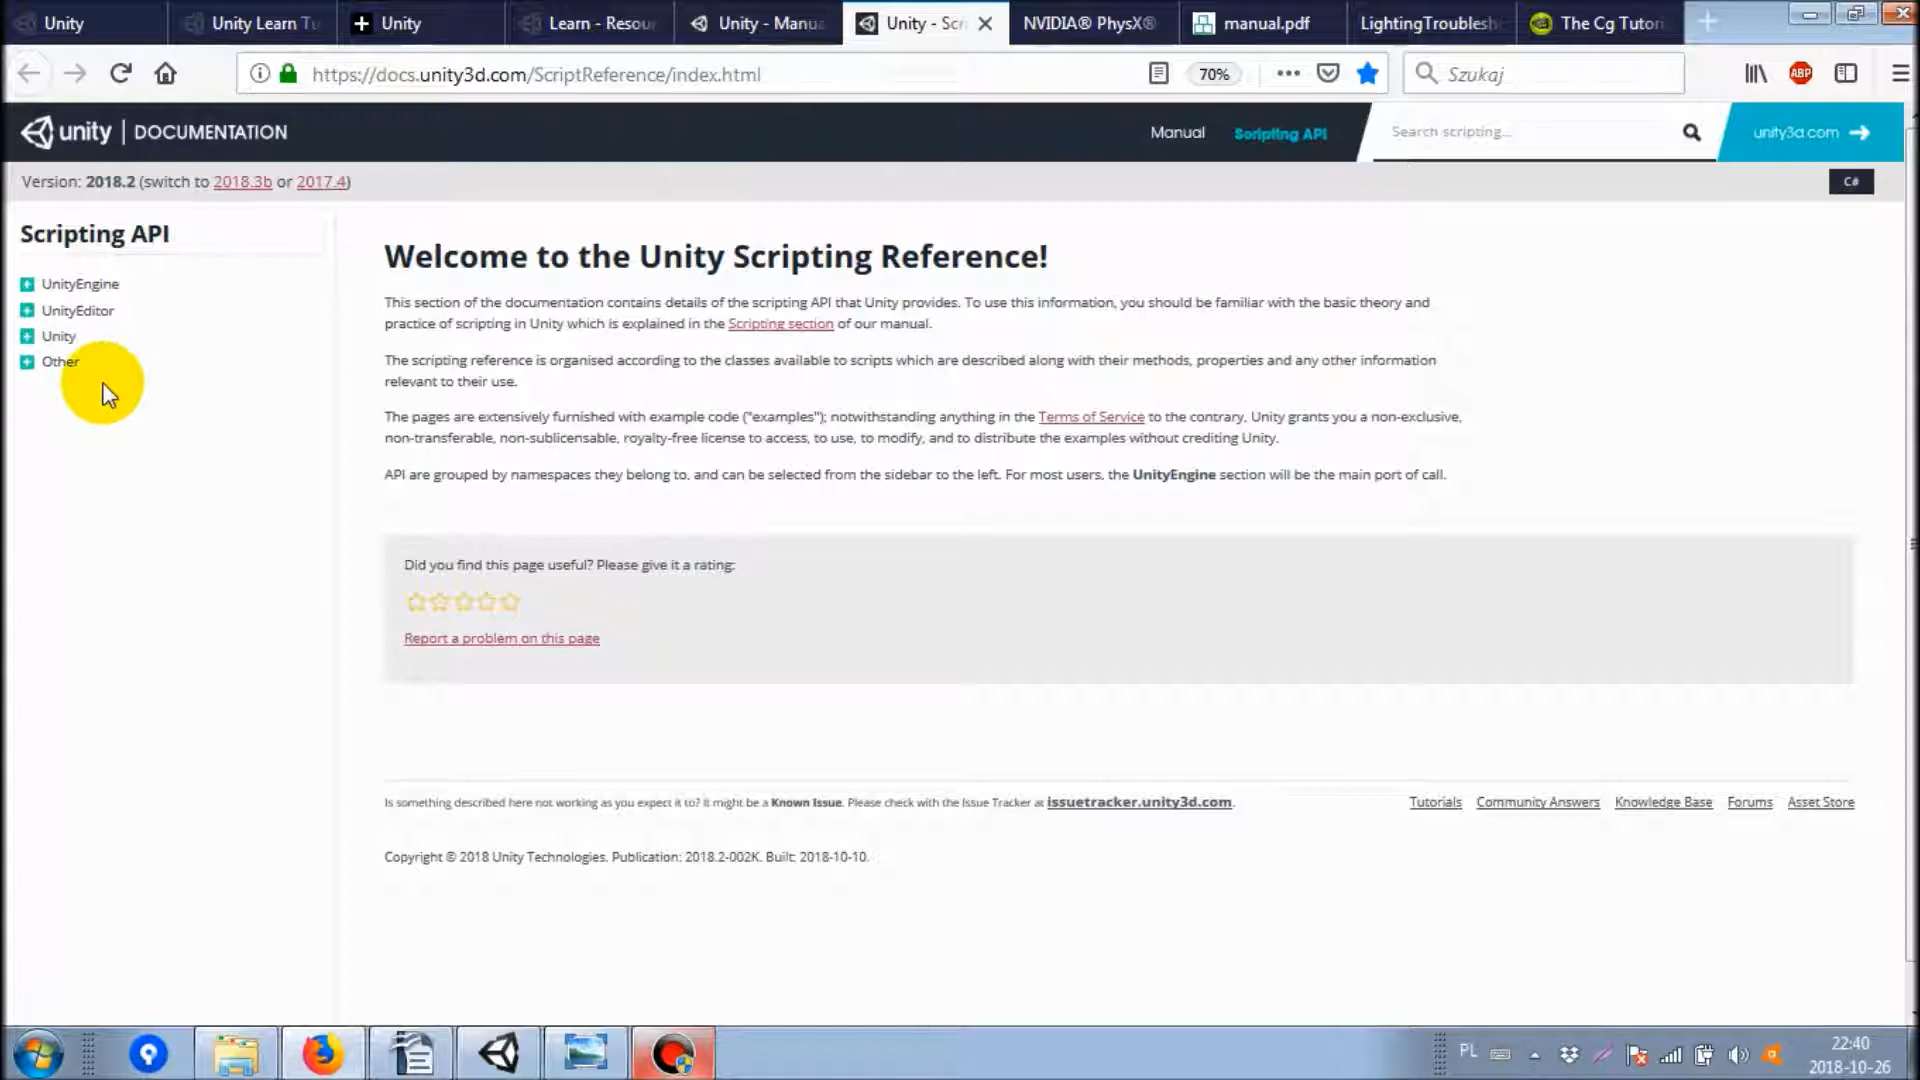 Unity
Unity Learn Tu
Unity
Learn - Resou
Unity - Manu
Unity - Scri
NVIDIA® PhysX®
manual.pdf
LightingTroublesh
The Cg Tutor
https://docs.unity3d.com/ScriptReference/index.html
70%
Szukaj
ABP
unity | DOCUMENTATION
Manual
Scripting API
Search scripting...
unity3d.com
Version: 2018.2 (switch to 2018.3b or 2017.4)
C#
Scripting API
UnityEngine
UnityEditor
Unity
Other
Welcome to the Unity Scripting Reference!
This section of the documentation contains details of the scripting API that Unity provides. To use this information, you should be familiar with the basic theory and
practice of scripting in Unity which is explained in the Scripting section of our manual.
The scripting reference is organised according to the classes available to scripts which are described along with their methods, properties and any other information
relevant to their use.
The pages are extensively furnished with example code ("examples"); notwithstanding anything in the Terms of Service to the contrary, Unity grants you a non-exclusive,
non-transferable, non-sublicensable, royalty-free license to access, to use, to modify, and to distribute the examples without crediting Unity.
API are grouped by namespaces they belong to, and can be selected from the sidebar to the left. For most users, the UnityEngine section will be the main port of call.
Did you find this page useful? Please give it a rating:
Report a problem on this page
Is something described here not working as you expect it to? It might be a Known Issue. Please check with the Issue Tracker at issuetracker.unity3d.com.
Tutorials Community Answers Knowledge Base Forums Asset Store
Copyright © 2018 Unity Technologies. Publication: 2018.2-002K. Built: 2018-10-10.
PL
22:40
2018-10-26